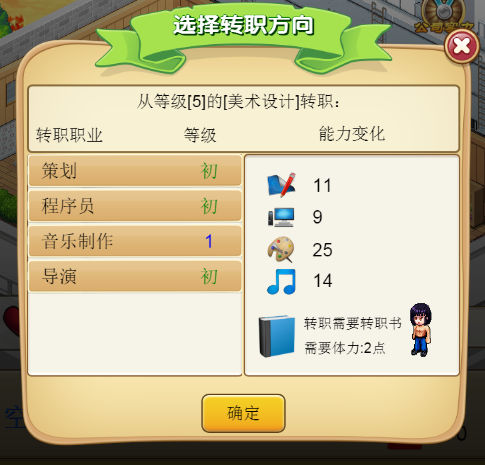 选择转职方向
从等级[5]的[美术设计]转职：
转职职业 等级 能力变化
策划 初
程序员 初
音乐制作 1
导演 初
11
9
25
14
转职需要转职书
需要体力:2点
确定